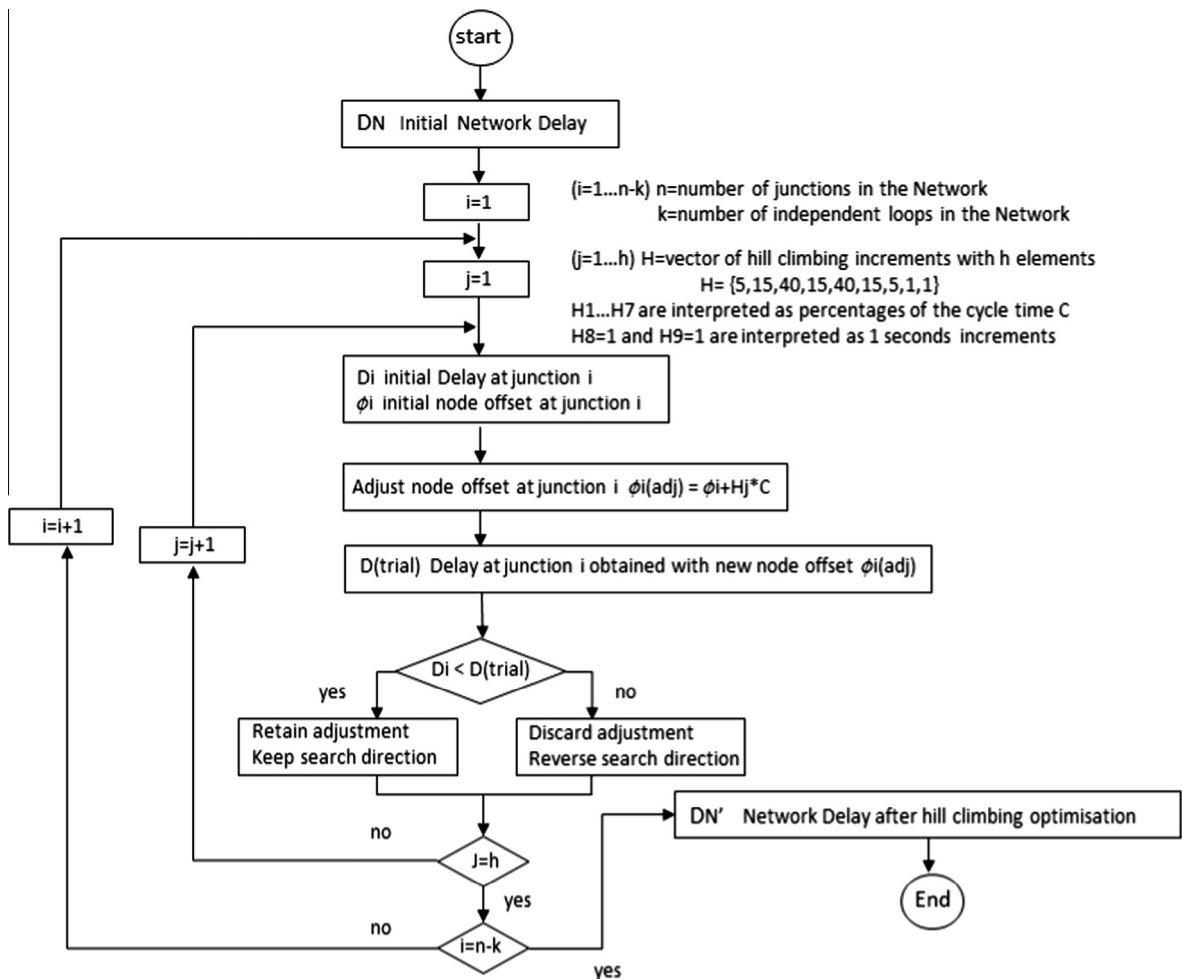 start
DN Initial Network Delay
i=1
(i=1...n-k) n=number of junctions in the Network
k=number of independent loops in the Network
j=1
(j=1...h) H=vector of hill climbing increments with h elements
H= {5,15,40,15,40,15,5,1,1}
H1...H7 are interpreted as percentages of the cycle time C
H8=1 and H9=1 are interpreted as 1 seconds increments
Di initial Delay at junction i
ϕi initial node offset at junction i
Adjust node offset at junction i ϕi(adj) = ϕi+Hj*C
i=i+1
j=j+1
D(trial) Delay at junction i obtained with new node offset ϕi(adj)
Di < D(trial)
yes
no
Retain adjustment
Keep search direction
Discard adjustment
Reverse search direction
DN' Network Delay after hill climbing optimisation
no
J=h
yes
End
no
i=n-k
yes